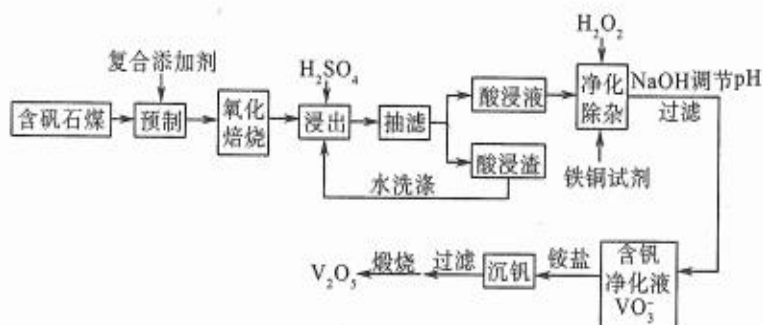 H₂O₂
复合添加剂
H₂SO₄
含矾石煤
预制
氧化
焙烧
浸出
抽滤
酸浸液
酸浸渣
水洗涤
净化
除杂
NaOH调节pH
过滤
铁铜试剂
V₂O₅
煅烧
过滤
沉钒
铵盐
含钒
净化液
VO₃⁻